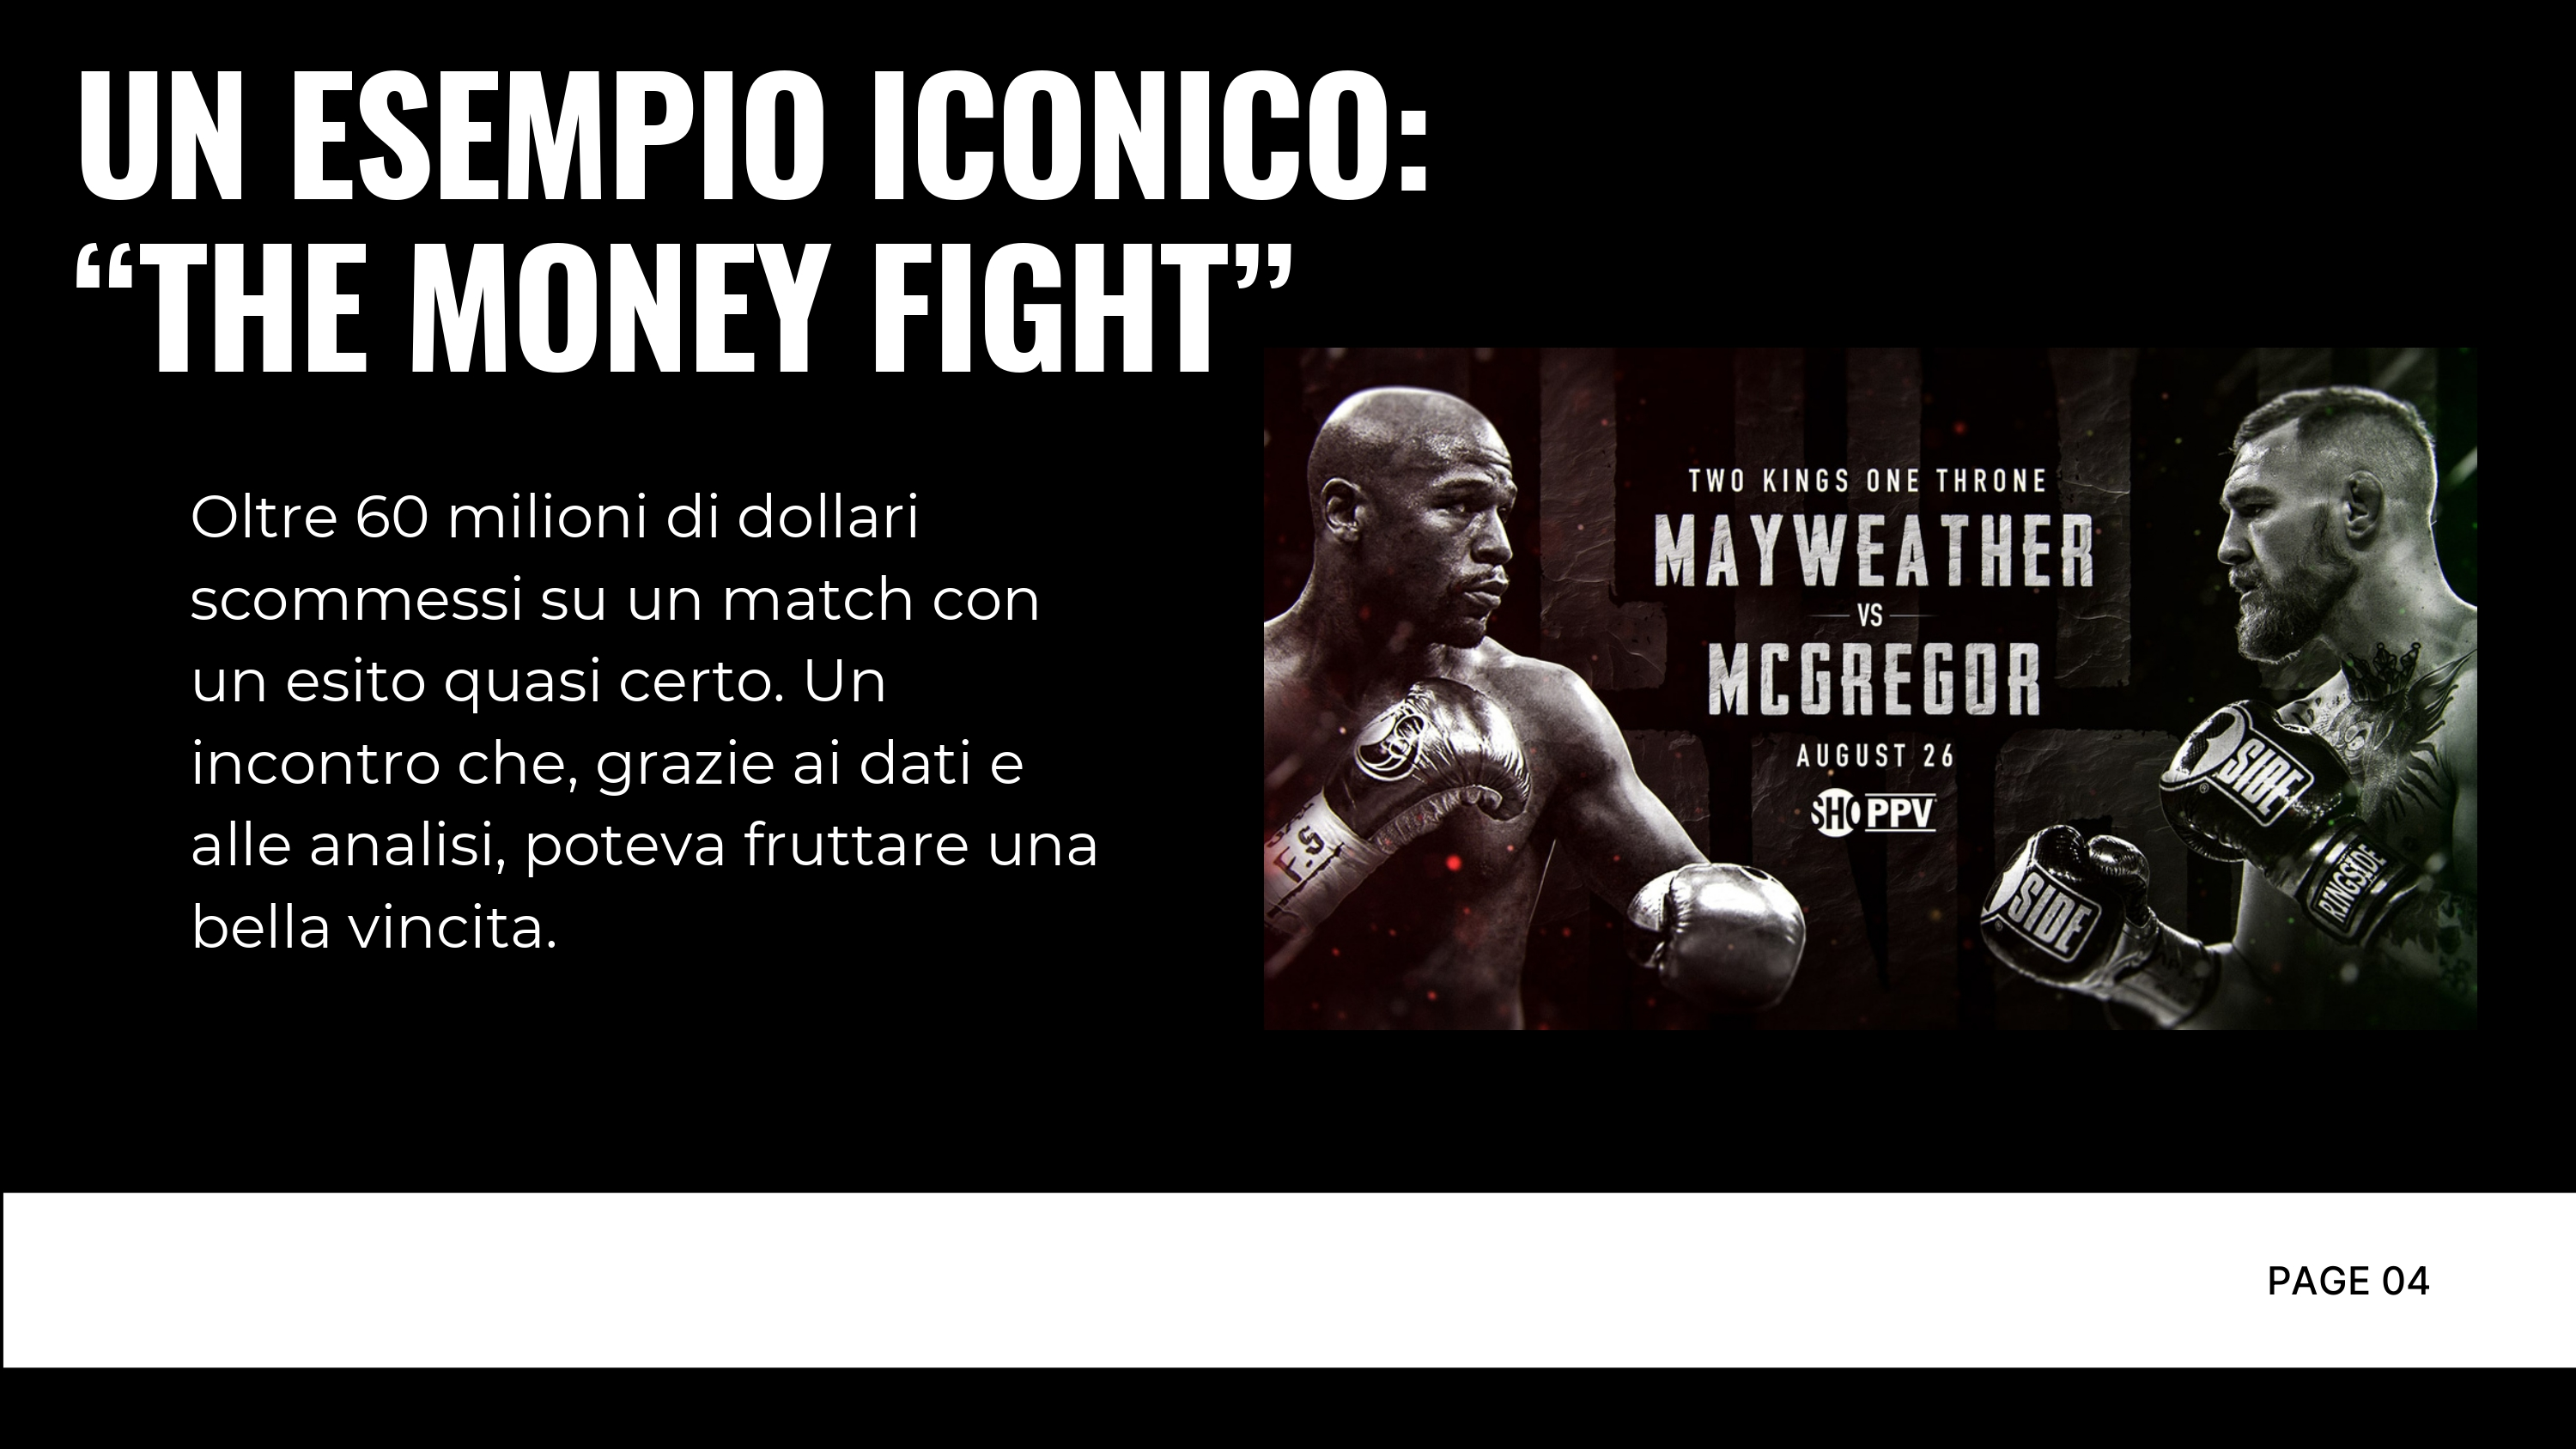 UN ESEMPIO ICONICO:
“THE MONEY FIGHT”
Oltre 60 milioni di dollari
scommessi su un match con
un esito quasi certo. Un
incontro che, grazie ai dati e
alle analisi, poteva fruttare una
bella vincita.
TWO KINGS ONE THRONE
MAYWEATHER
VS
MCGREGOR
AUGUST 26
SHO PPV
SIDE
SIDE
RINGSIDE
PAGE 04